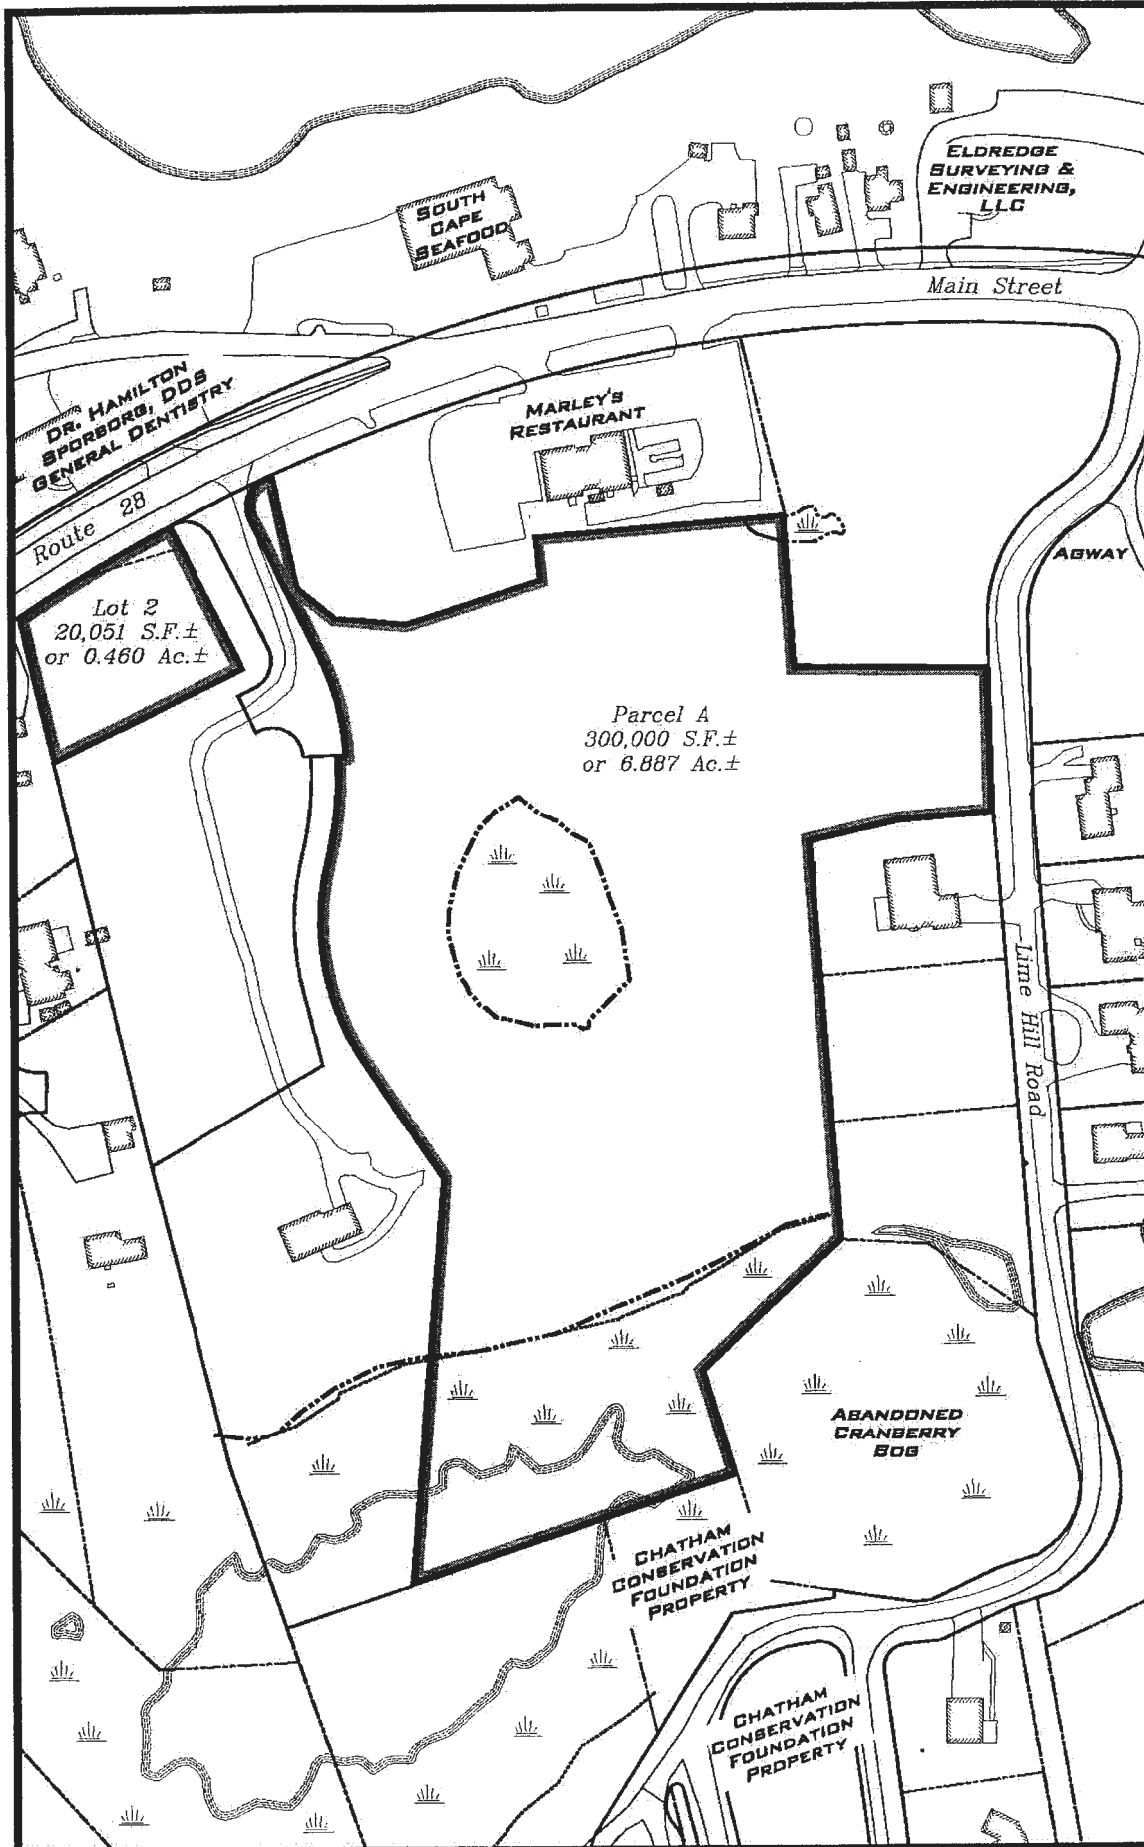 ELDREDGE
SURVEYING &
ENGINEERING,
LLC
SOUTH
CAPE
SEAFOOD
Main Street
DR. HAMILTON
SPORBORG, DDS
GENERAL DENTISTRY
MARLEY'S
RESTAURANT
Route 28
AGWAY
Lot 2
20,051 S.F.±
or 0.460 Ac.±
Parcel A
300,000 S.F.±
or 6.887 Ac.±
Lime Hill Road
ABANDONED
CRANBERRY
BOG
CHATHAM
CONSERVATION
FOUNDATION
PROPERTY
CHATHAM
CONSERVATION
FOUNDATION
PROPERTY